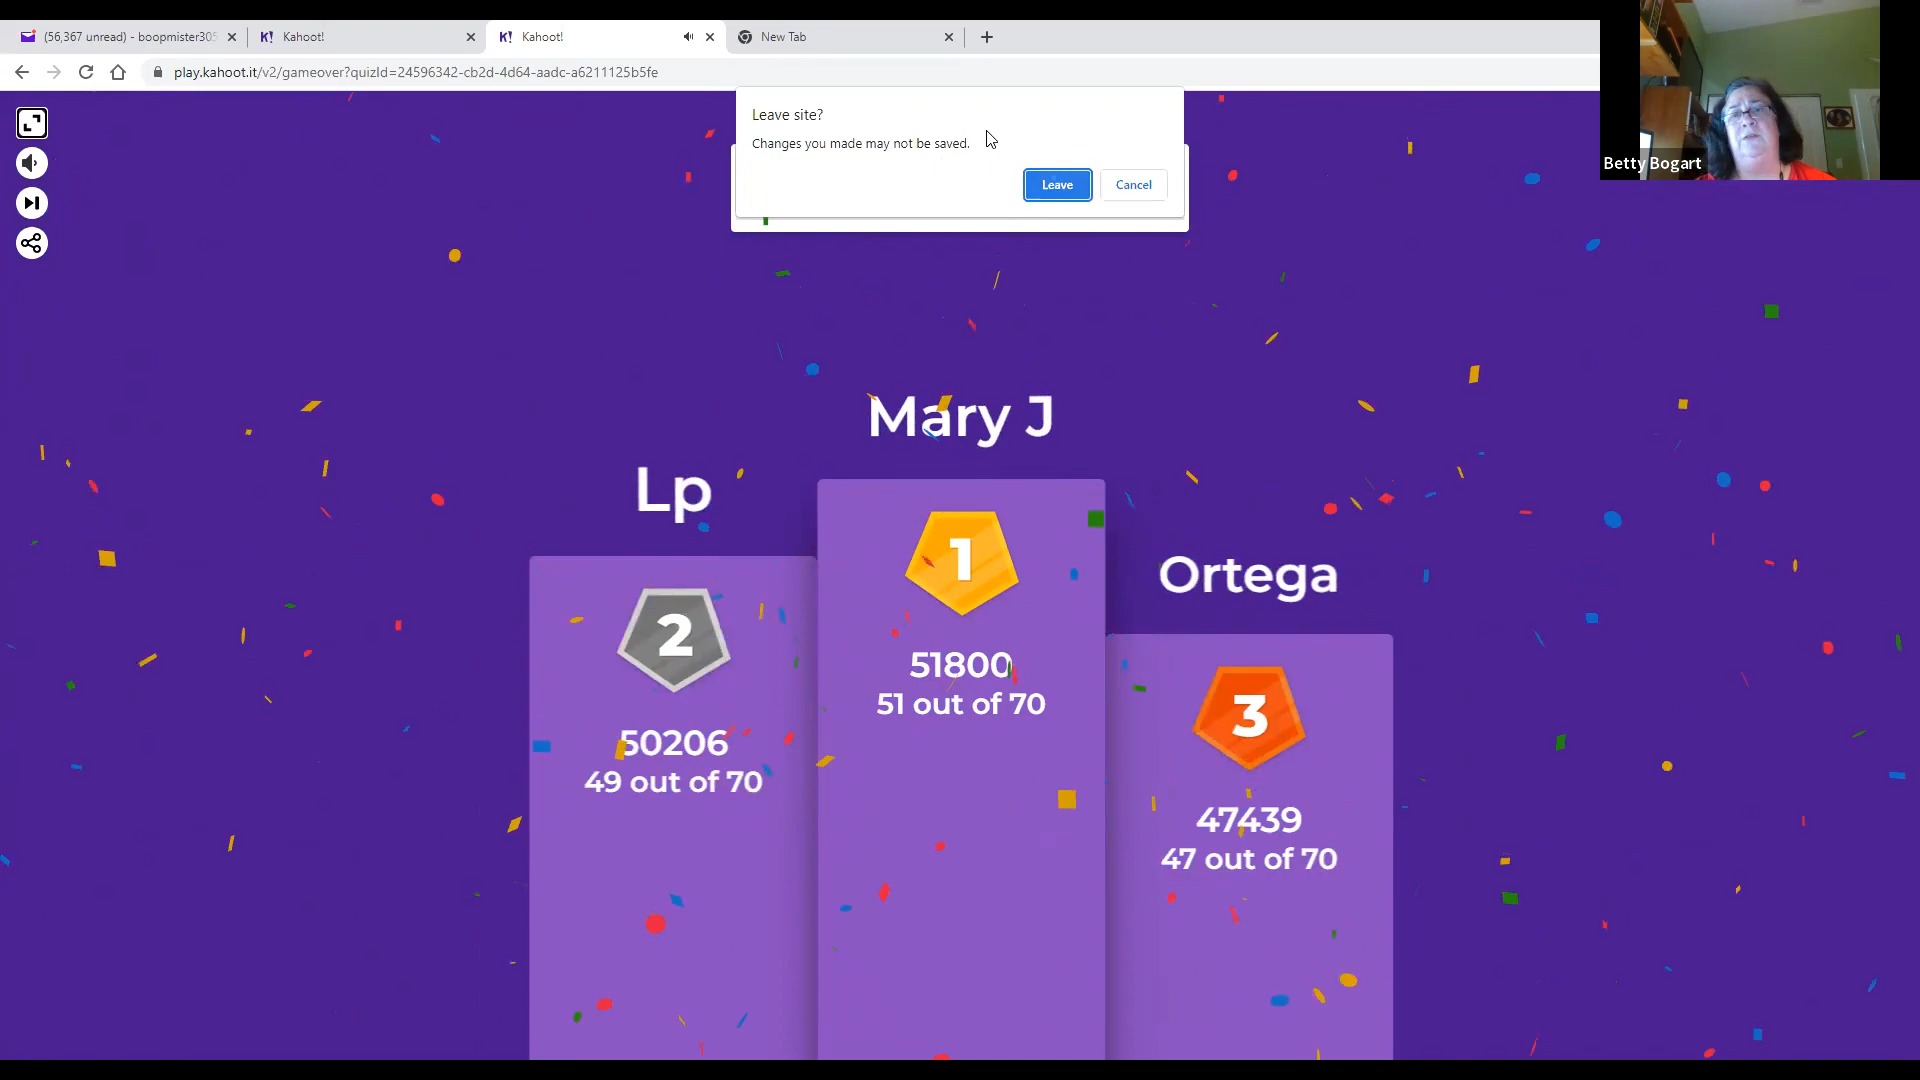 (56,367 unread) - boopmister305
K! Kahoot!
K! Kahoot!
New Tab
play.kahoot.it/v2/gameover?quizId=24596342-cb2d-4d64-aadc-a6211125b5fe
Leave site?
Changes you made may not be saved.
Leave
Cancel
Betty Bogart
Mary J
Lp
Ortega
1
51800
51 out of 70
2
50206
49 out of 70
3
47439
47 out of 70